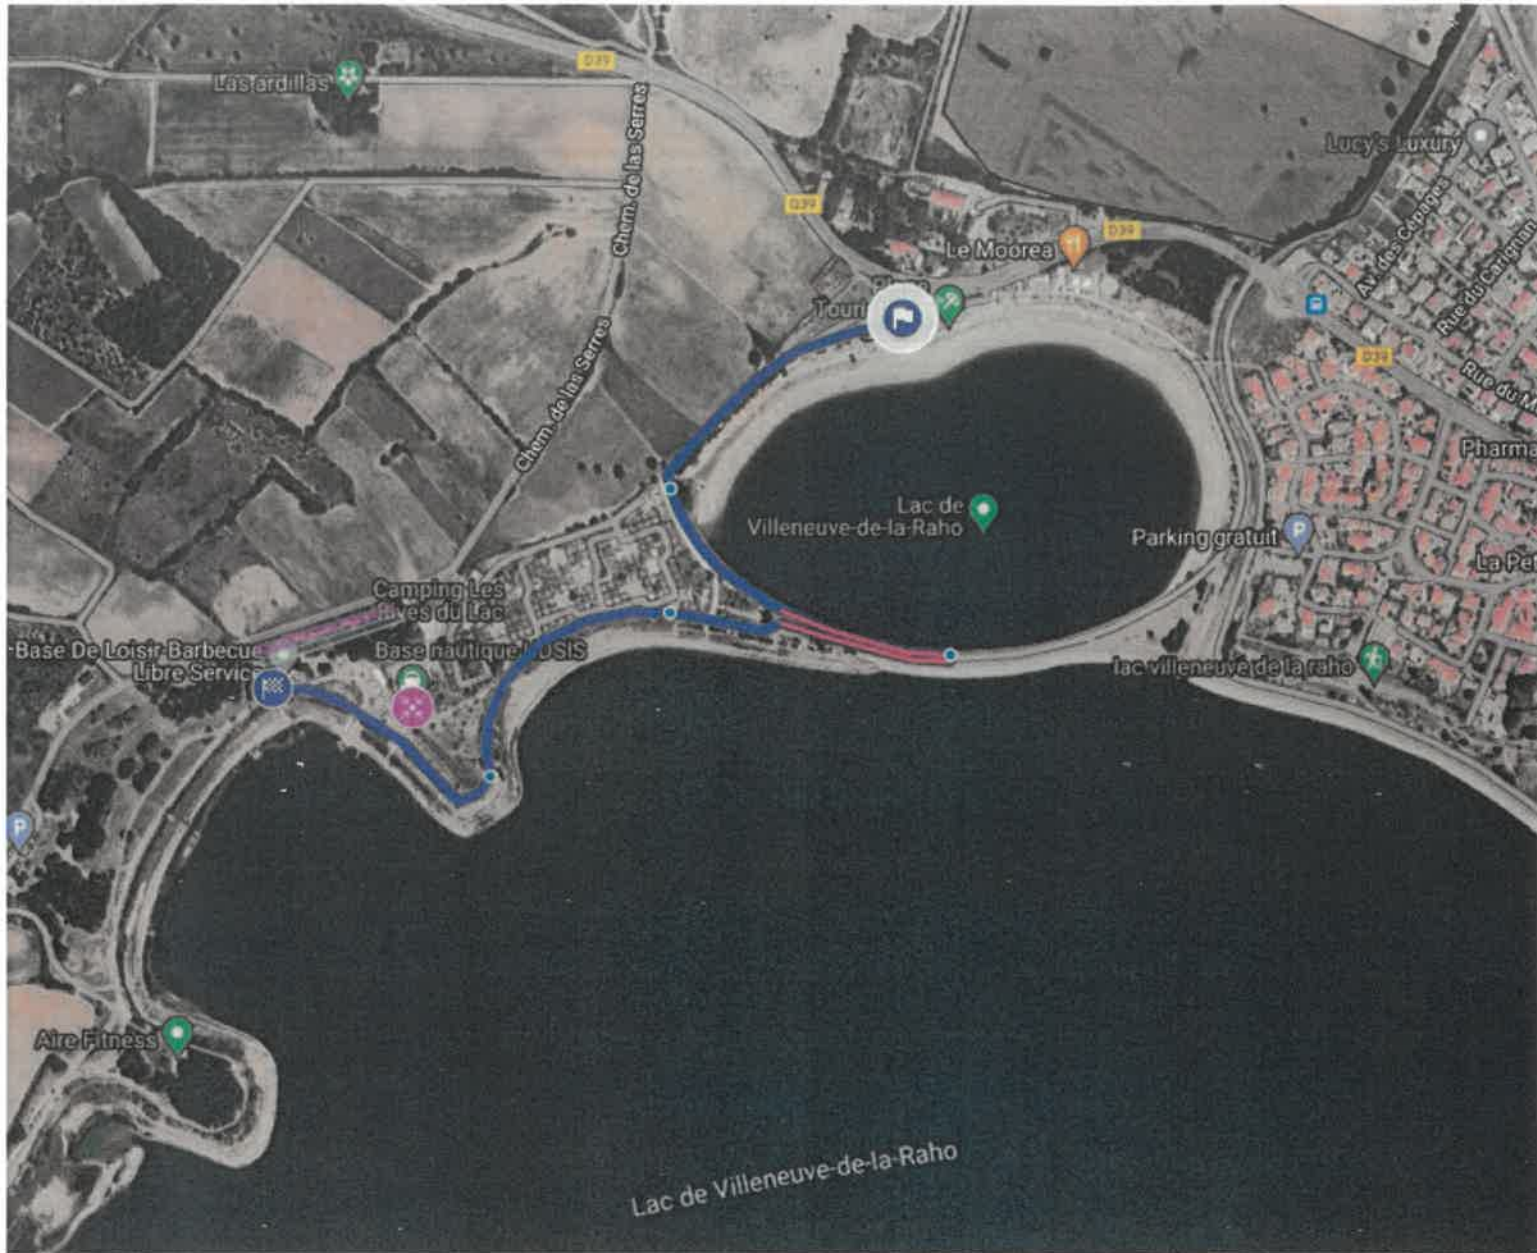 D39
Las ardillas
Chem. de las Serres
Lucy's Luxury
D39
D39
Le Moorea
Av. des Cépages
Rue du Carignan
Touri
D39
Chem. de las Serres
Rue du M
Pharma
Lac de
Villeneuve-de-la-Raho
Parking gratuit
P
La Pe
Camping Les
Rives du Lac
Base De Loisir Barbecue
Libre Servic
Base nautique
lac villeneuve de la raho
P
Aire Fitness
Lac de Villeneuve-de-la-Raho